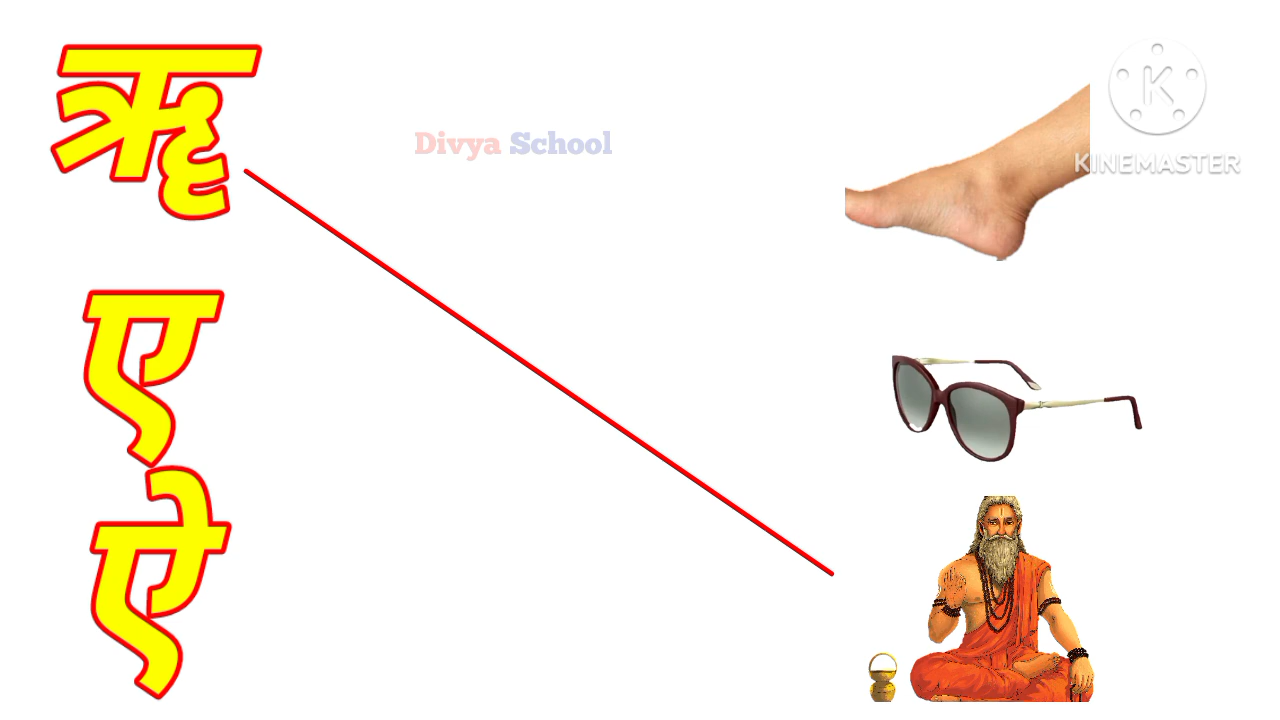 ऋ
Divya School
K
KINEMASTER
ए
ऐ